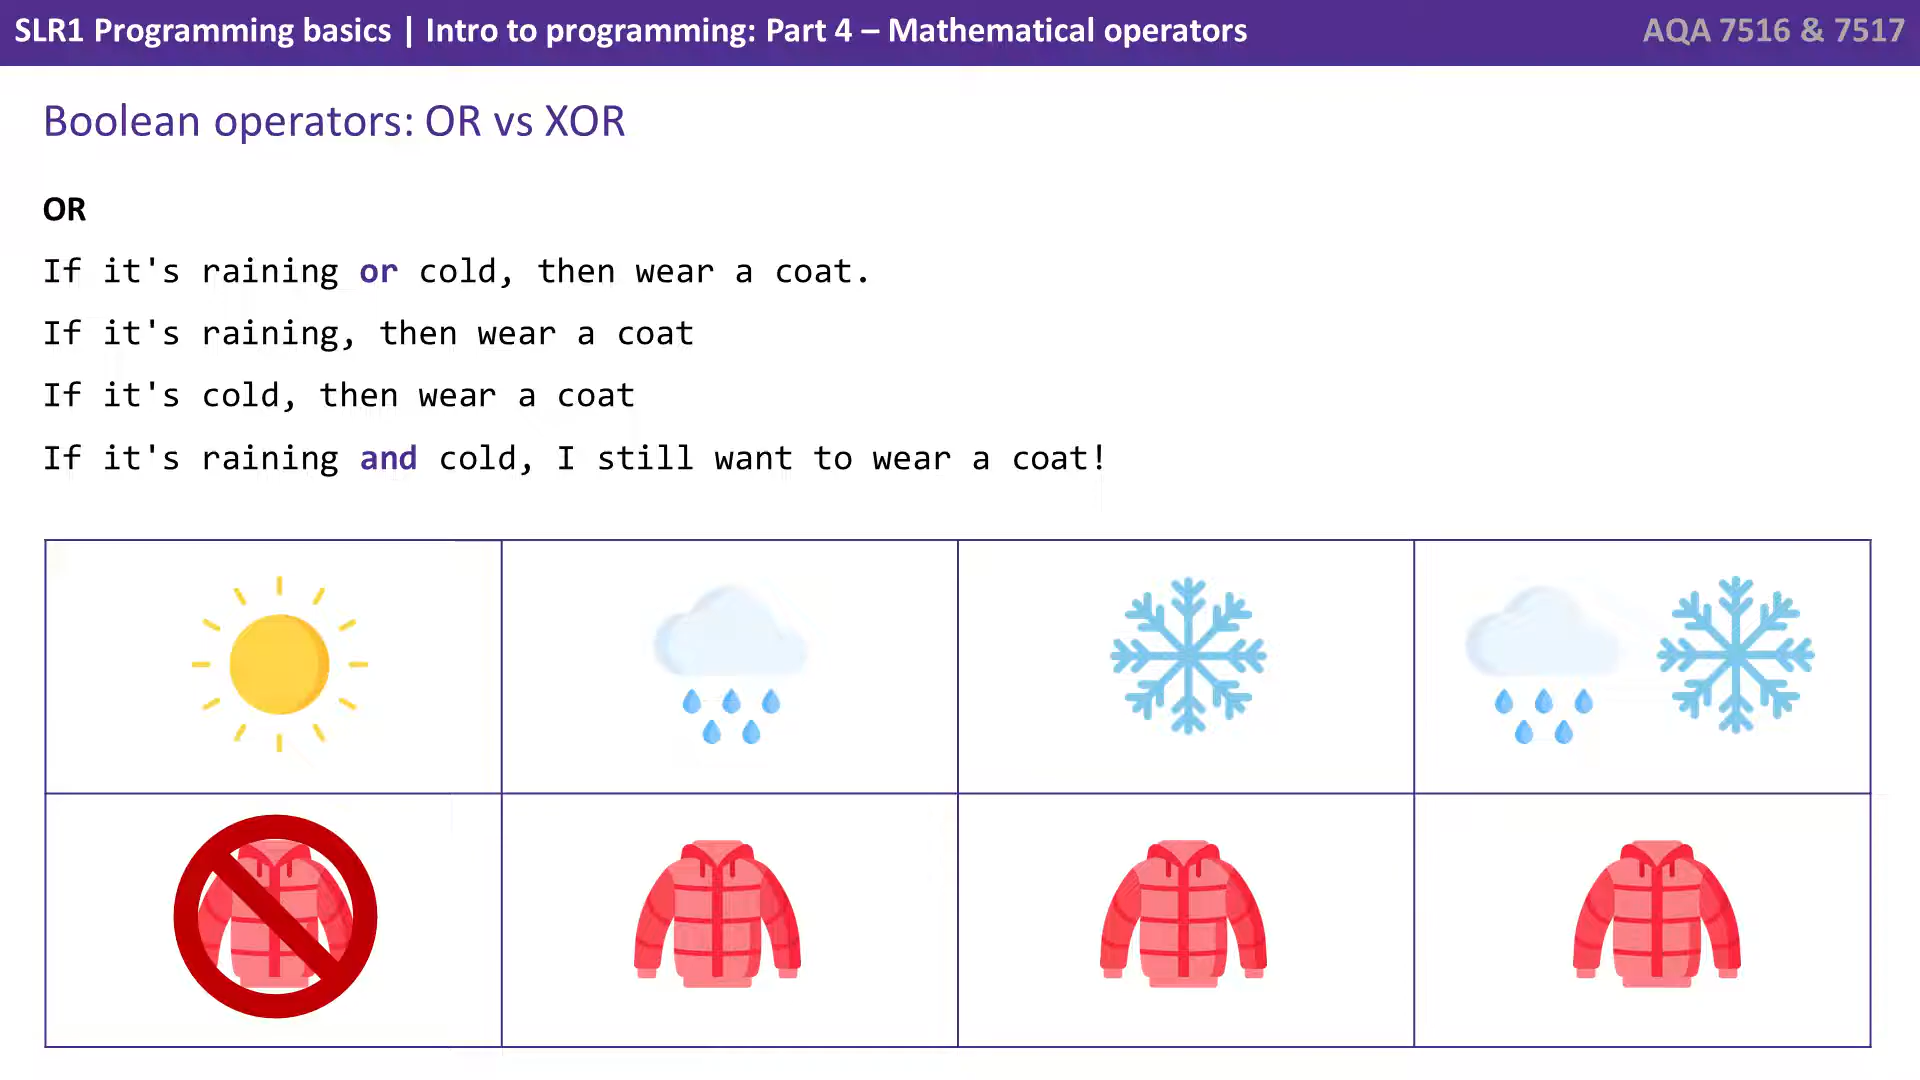 SLR1 Programming basics | Intro to programming: Part 4 – Mathematical operators
AQA 7516 & 7517
Boolean operators: OR vs XOR
OR
If it's raining or cold, then wear a coat.
If it's raining, then wear a coat
If it's cold, then wear a coat
If it's raining and cold, I still want to wear a coat!